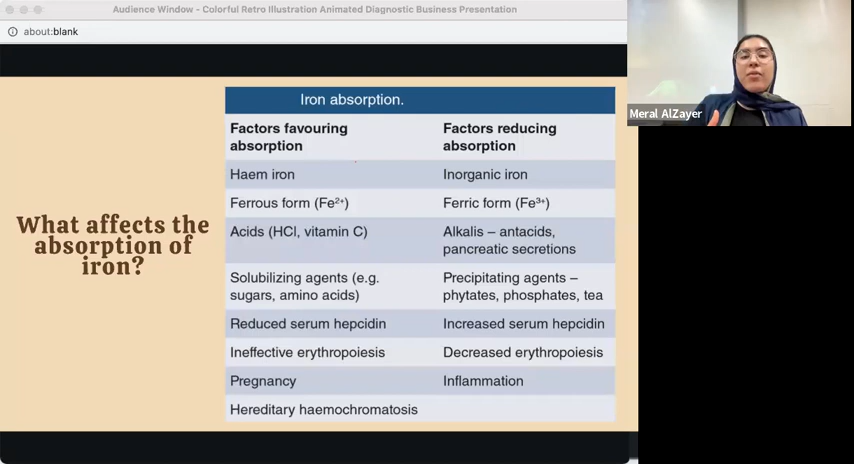 Audience Window - Colorful Retro Illustration Animated Diagnostic Business Presentation
about:blank
Meral AlZayer
What affects the
absorption of
iron?
Iron absorption.
Factors favouring absorption
Factors reducing absorption
Haem iron
Inorganic iron
Ferrous form (Fe²⁺)
Ferric form (Fe³⁺)
Acids (HCl, vitamin C)
Alkalis – antacids,
pancreatic secretions
Solubilizing agents (e.g.
sugars, amino acids)
Precipitating agents –
phytates, phosphates, tea
Reduced serum hepcidin
Increased serum hepcidin
Ineffective erythropoiesis
Decreased erythropoiesis
Pregnancy
Inflammation
Hereditary haemochromatosis